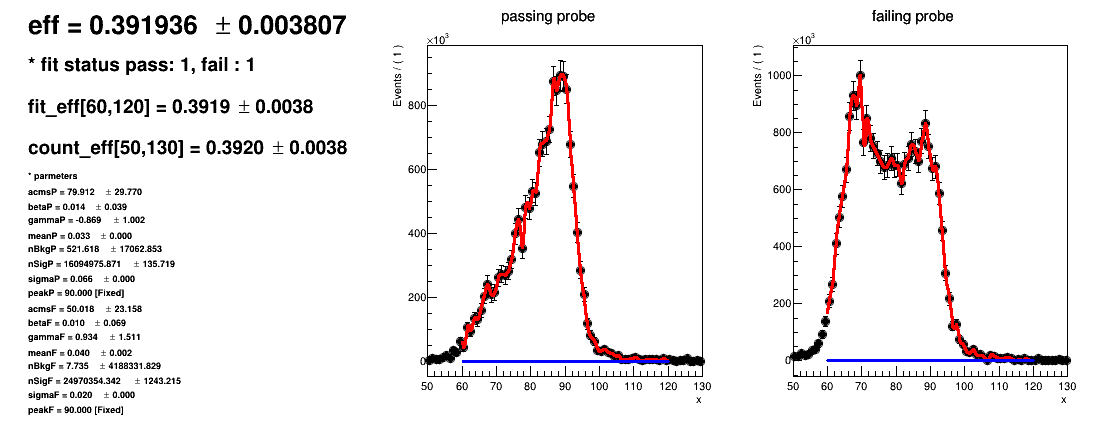 eff = 0.391936 ± 0.003807
* fit status pass: 1, fail : 1
fit_eff[60,120] = 0.3919 ± 0.0038
count_eff[50,130] = 0.3920 ± 0.0038
* parmeters
acmsP = 79.912 ± 29.770
betaP = 0.014 ± 0.039
gammaP = -0.869 ± 1.002
meanP = 0.033 ± 0.000
nBkgP = 521.618 ± 17062.853
nSigP = 16094975.871 ± 135.719
sigmaP = 0.066 ± 0.000
peakP = 90.000 [Fixed]
acmsF = 50.018 ± 23.158
betaF = 0.010 ± 0.069
gammaF = 0.934 ± 1.511
meanF = 0.040 ± 0.002
nBkgF = 7.735 ± 4188331.829
nSigF = 24970354.342 ± 1243.215
sigmaF = 0.020 ± 0.000
peakF = 90.000 [Fixed]
passing probe
×10³
Events / ( 1 )
800
600
400
200
0
50 60 70 80 90 100 110 120 130
x
failing probe
×10³
Events / ( 1 )
1000
800
600
400
200
0
50 60 70 80 90 100 110 120 130
x